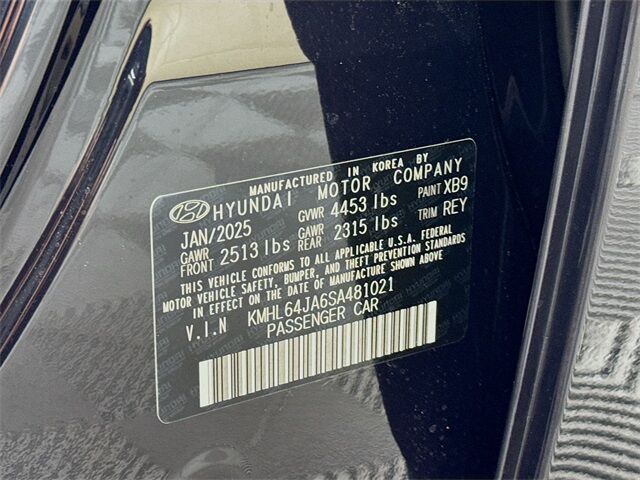 MANUFACTURED IN KOREA BY
HYUNDAI MOTOR COMPANY
JAN/2025 GVWR 4453 lbs PAINT XB9
GAWR FRONT 2513 lbs GAWR REAR 2315 lbs TRIM REY
THIS VEHICLE CONFORMS TO ALL APPLICABLE U.S.A. FEDERAL
MOTOR VEHICLE SAFETY, BUMPER, AND THEFT PREVENTION STANDARDS
IN EFFECT ON THE DATE OF MANUFACTURE SHOWN ABOVE.
V.I.N KMHL64JA6SA481021
PASSENGER CAR